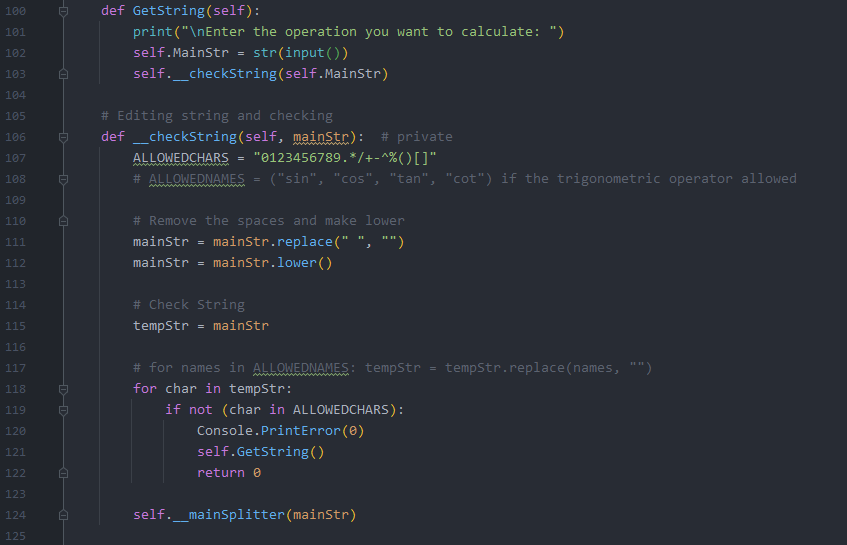 100 def GetString(self):
101 print("\nEnter the operation you want to calculate: ")
102 self.MainStr = str(input())
103 self.__checkString(self.MainStr)
104
105 # Editing string and checking
106 def __checkString(self, mainStr):  # private
107 ALLOWEDCHARS = "0123456789.*/+-^%()[]"
108 # ALLOWEDNAMES = ("sin", "cos", "tan", "cot") if the trigonometric operator allowed
109
110 # Remove the spaces and make lower
111 mainStr = mainStr.replace(" ", "")
112 mainStr = mainStr.lower()
113
114 # Check String
115 tempStr = mainStr
116
117 # for names in ALLOWEDNAMES: tempStr = tempStr.replace(names, "")
118 for char in tempStr:
119 if not (char in ALLOWEDCHARS):
120 Console.PrintError(0)
121 self.GetString()
122 return 0
123
124 self.__mainSplitter(mainStr)
125